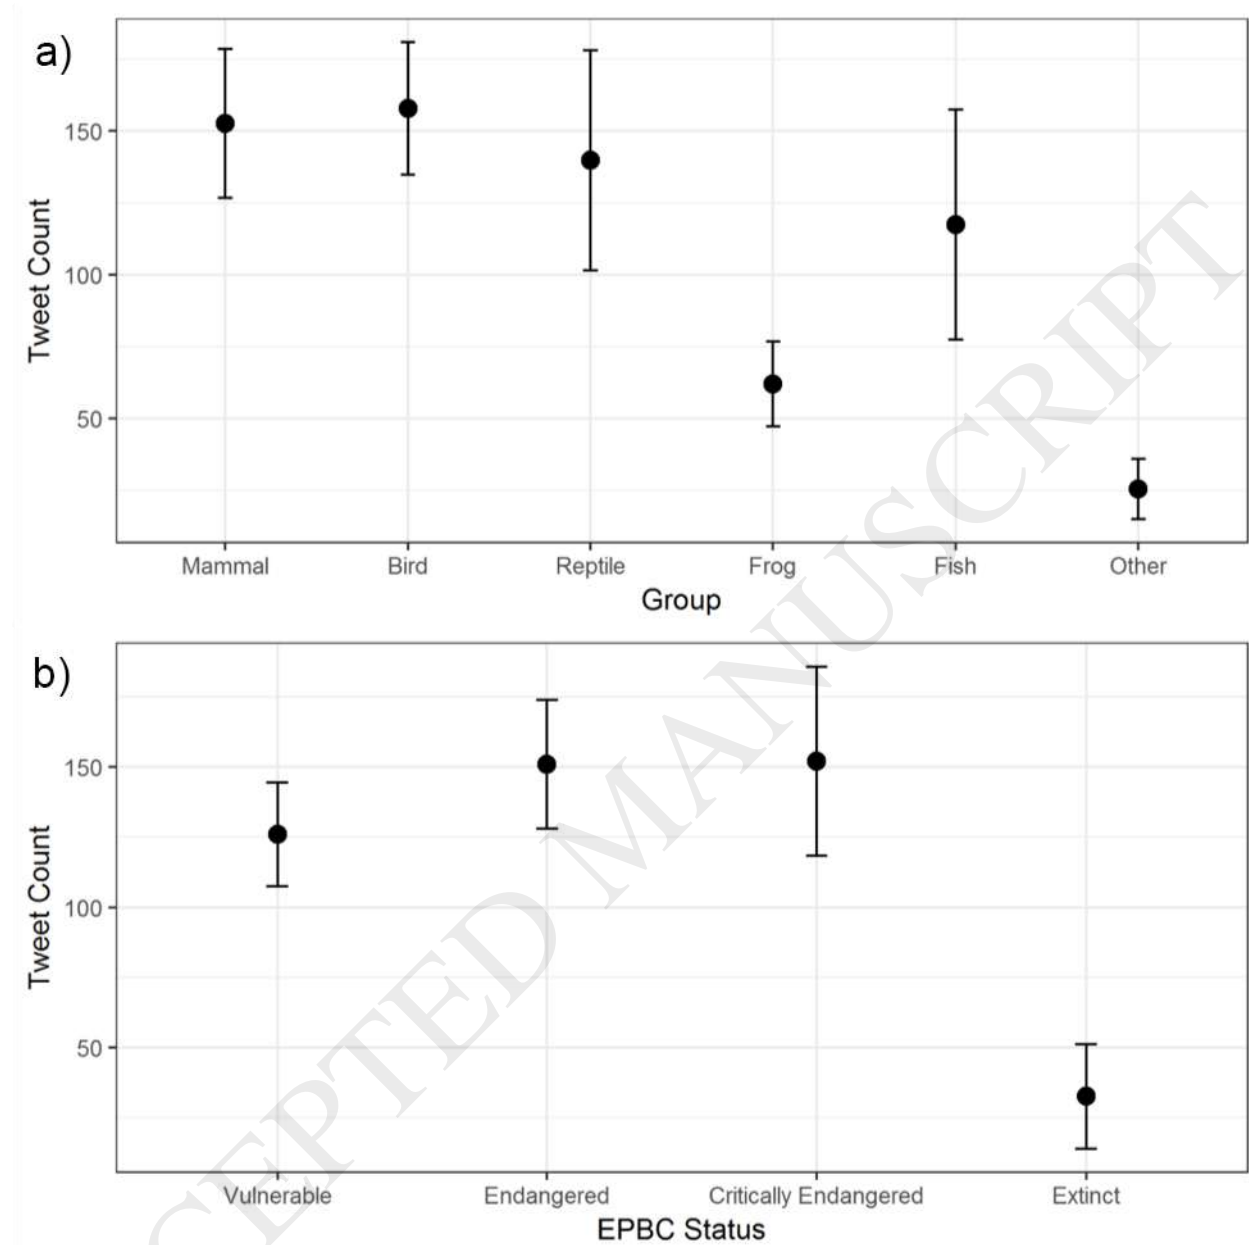 a)
150
100
50
Tweet Count
Mammal Bird Reptile Frog Fish Other
Group
b)
150
100
50
Tweet Count
Vulnerable Endangered Critically Endangered Extinct
EPBC Status
CEPTED MANUSCRIPT